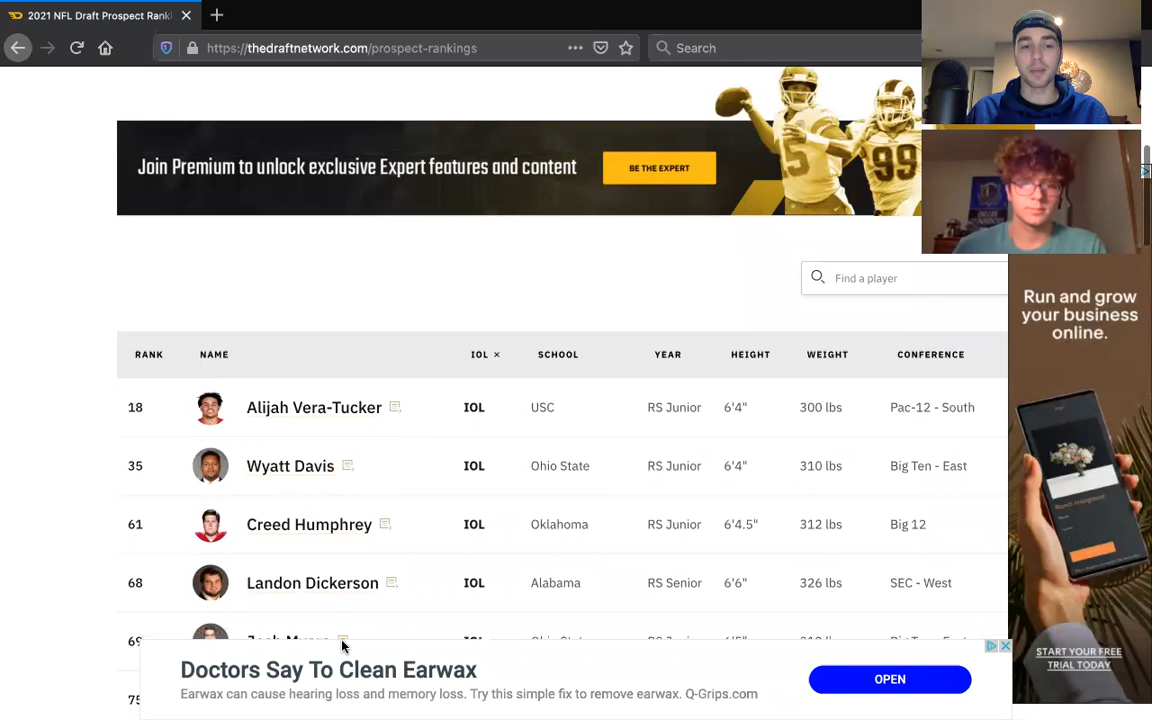 2021 NFL Draft Prospect Rank
https://thedraftnetwork.com/prospect-rankings
Search
Join Premium to unlock exclusive Expert features and content
BE THE EXPERT
5
99
Find a player
RANK NAME IOL × SCHOOL YEAR HEIGHT WEIGHT CONFERENCE
18 Alijah Vera-Tucker IOL USC RS Junior 6'4" 300 lbs Pac-12 - South
35 Wyatt Davis IOL Ohio State RS Junior 6'4" 310 lbs Big Ten - East
61 Creed Humphrey IOL Oklahoma RS Junior 6'4.5" 312 lbs Big 12
68 Landon Dickerson IOL Alabama RS Senior 6'6" 326 lbs SEC - West
69
75
Doctors Say To Clean Earwax
Earwax can cause hearing loss and memory loss. Try this simple fix to remove earwax. Q-Grips.com
OPEN
Run and grow
your business
online.
START YOUR FREE
TRIAL TODAY